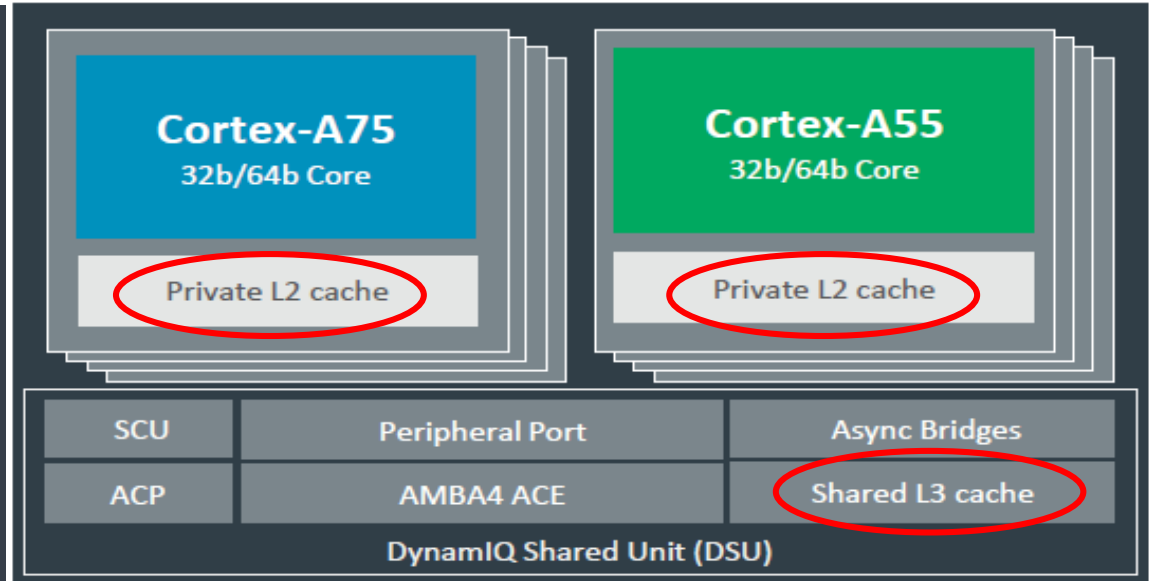 Cortex-A75
32b/64b Core
Private L2 cache
Cortex-A55
32b/64b Core
Private L2 cache
SCU
Peripheral Port
Async Bridges
ACP
AMBA4 ACE
Shared L3 cache
DynamIQ Shared Unit (DSU)